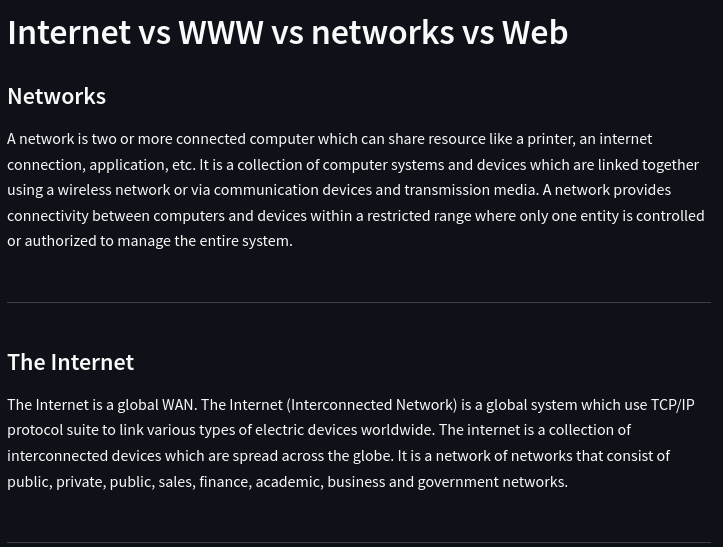 Internet vs WWW vs networks vs Web
Networks
A network is two or more connected computer which can share resource like a printer, an internet
connection, application, etc. It is a collection of computer systems and devices which are linked together
using a wireless network or via communication devices and transmission media. A network provides
connectivity between computers and devices within a restricted range where only one entity is controlled
or authorized to manage the entire system.
The Internet
The Internet is a global WAN. The Internet (Interconnected Network) is a global system which use TCP/IP
protocol suite to link various types of electric devices worldwide. The internet is a collection of
interconnected devices which are spread across the globe. It is a network of networks that consist of
public, private, public, sales, finance, academic, business and government networks.